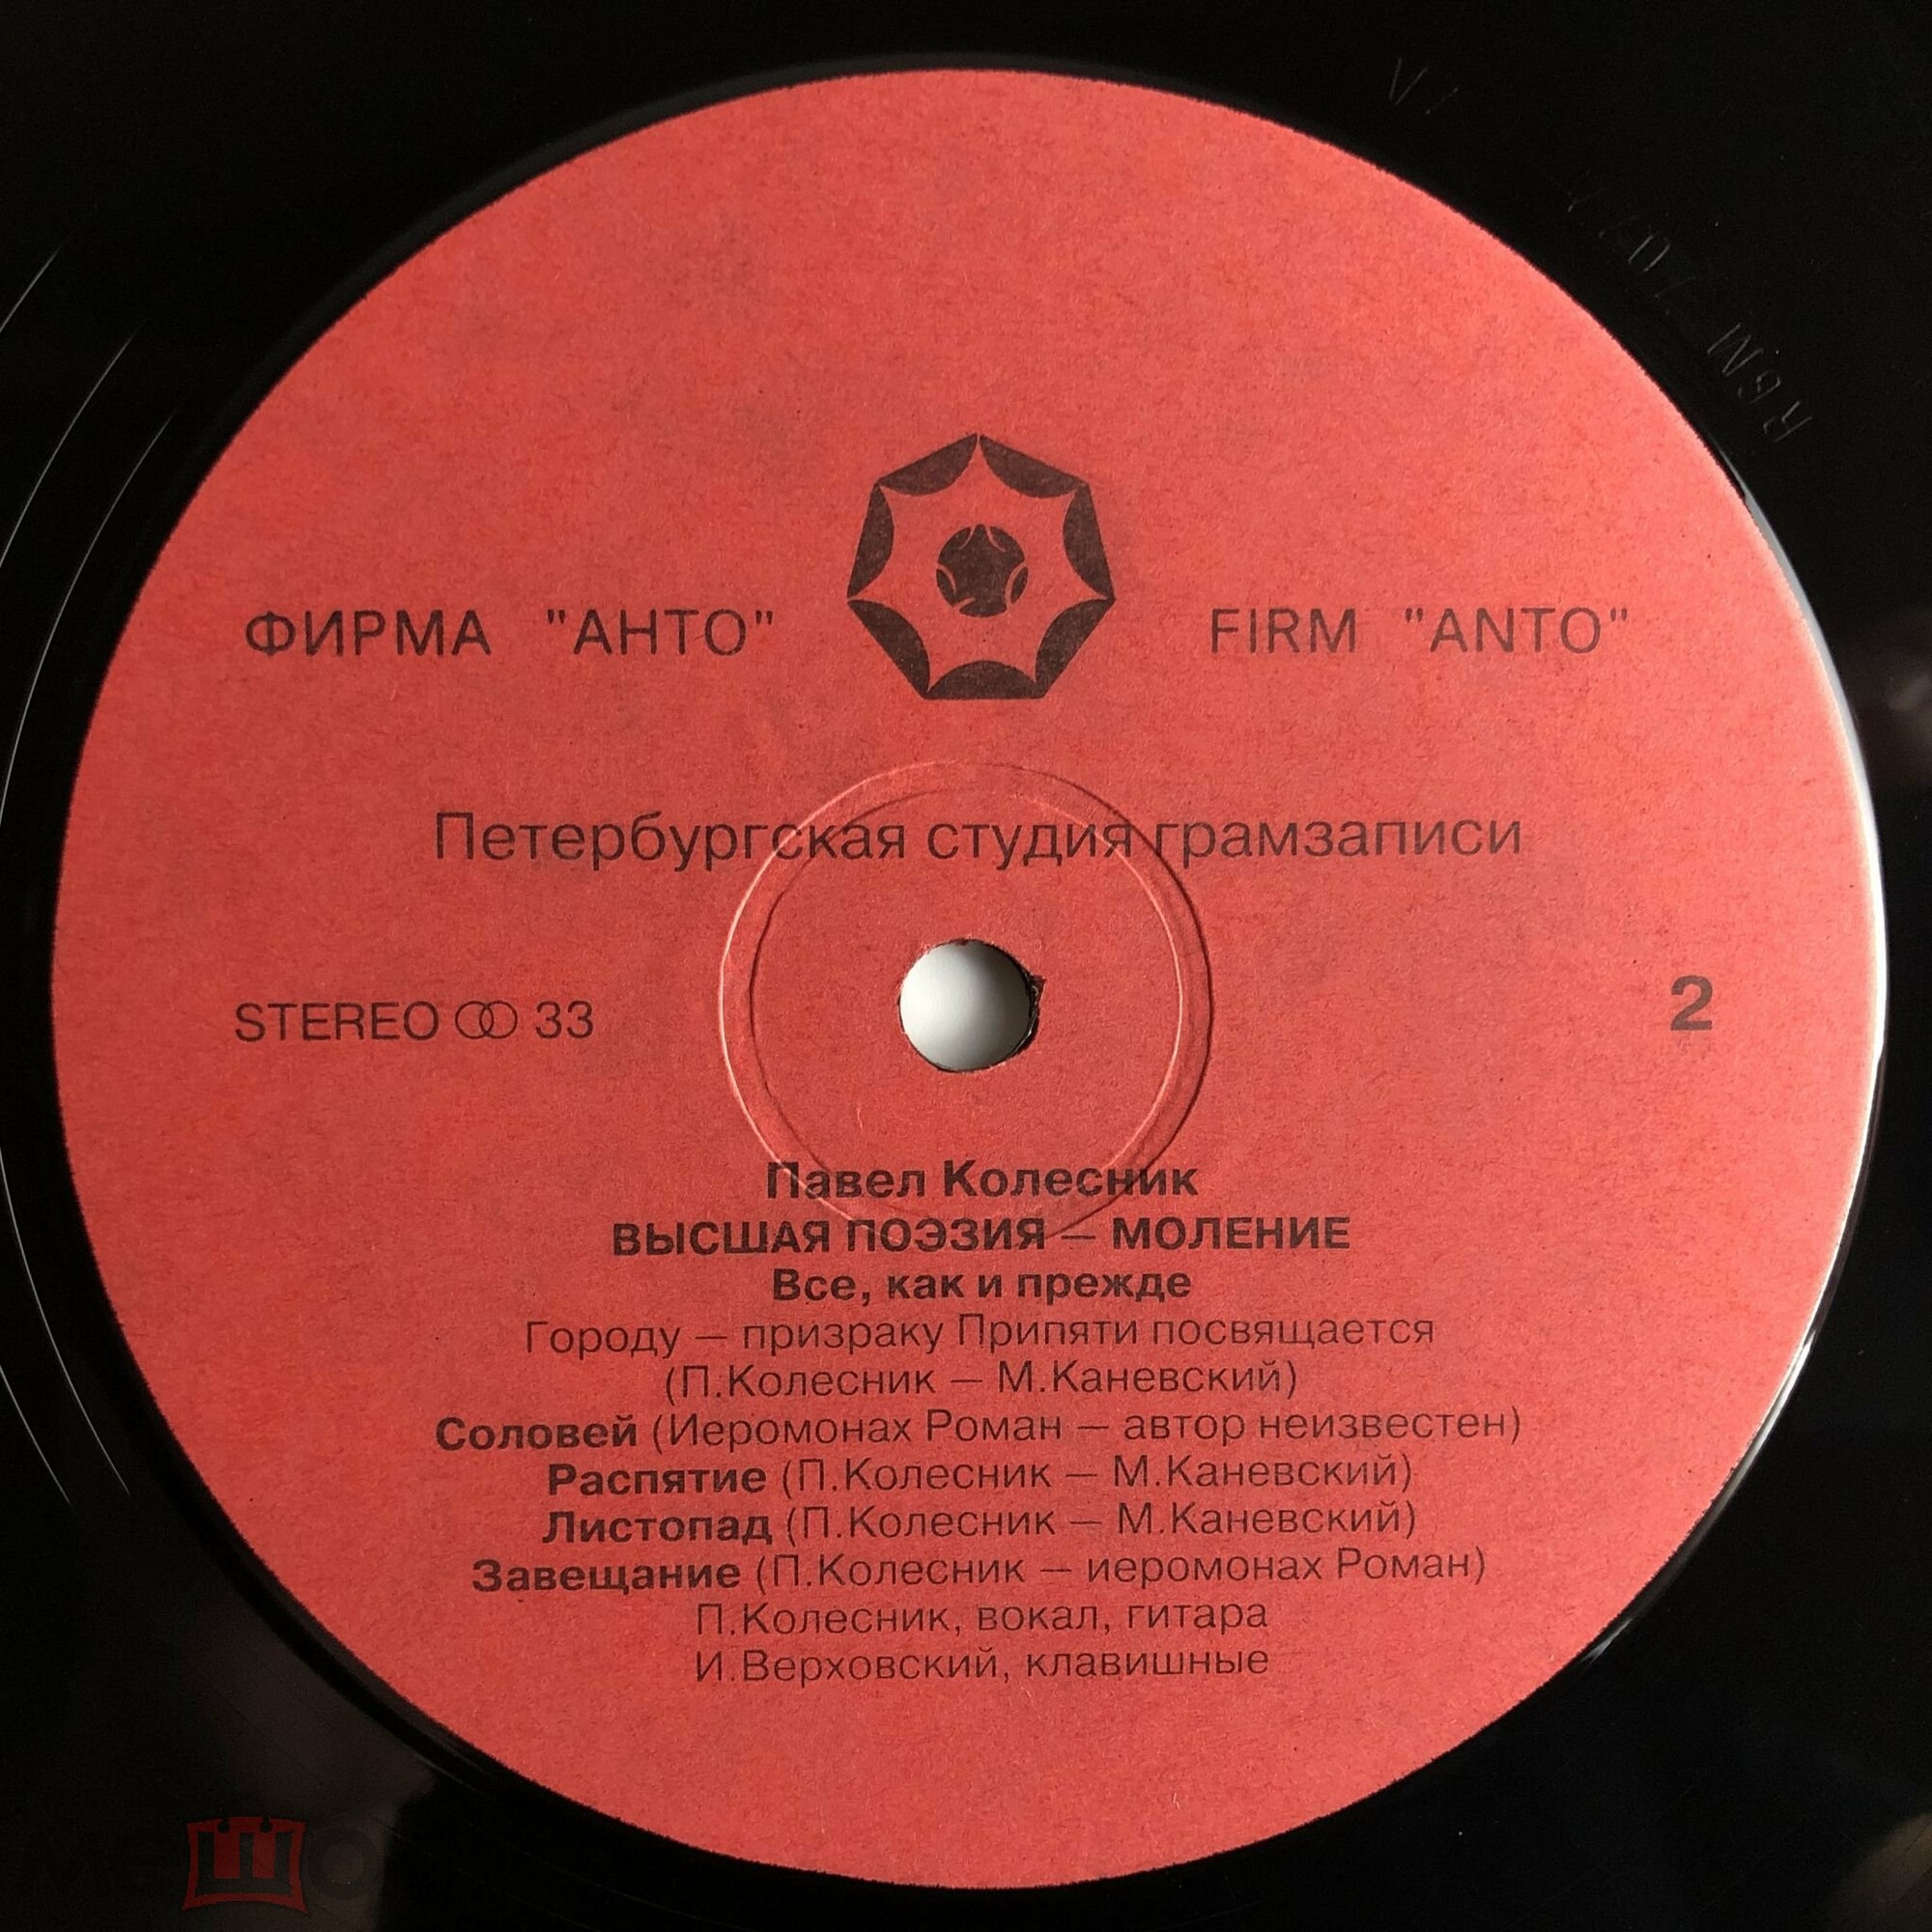 ФИРМА "АНТО" FIRM "ANTO"
Петербургская студия грамзаписи
STEREO 33
2
Павел Колесник
ВЫСШАЯ ПОЭЗИЯ — МОЛЕНИЕ
Все, как и прежде
Городу — призраку Припяти посвящается
(П.Колесник — М.Каневский)
Соловей (Иеромонах Роман — автор неизвестен)
Распятие (П.Колесник — М.Каневский)
Листопад (П.Колесник — М.Каневский)
Завещание (П.Колесник — иеромонах Роман)
П.Колесник, вокал, гитара
И.Верховский, клавишные